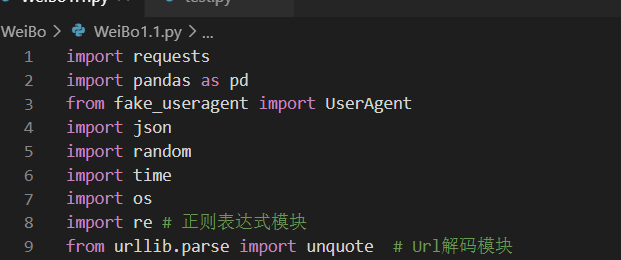 WeiBo1.1.py
test.py
WeiBo > WeiBo1.1.py > ...
1 import requests
2 import pandas as pd
3 from fake_useragent import UserAgent
4 import json
5 import random
6 import time
7 import os
8 import re # 正则表达式模块
9 from urllib.parse import unquote  # Url解码模块